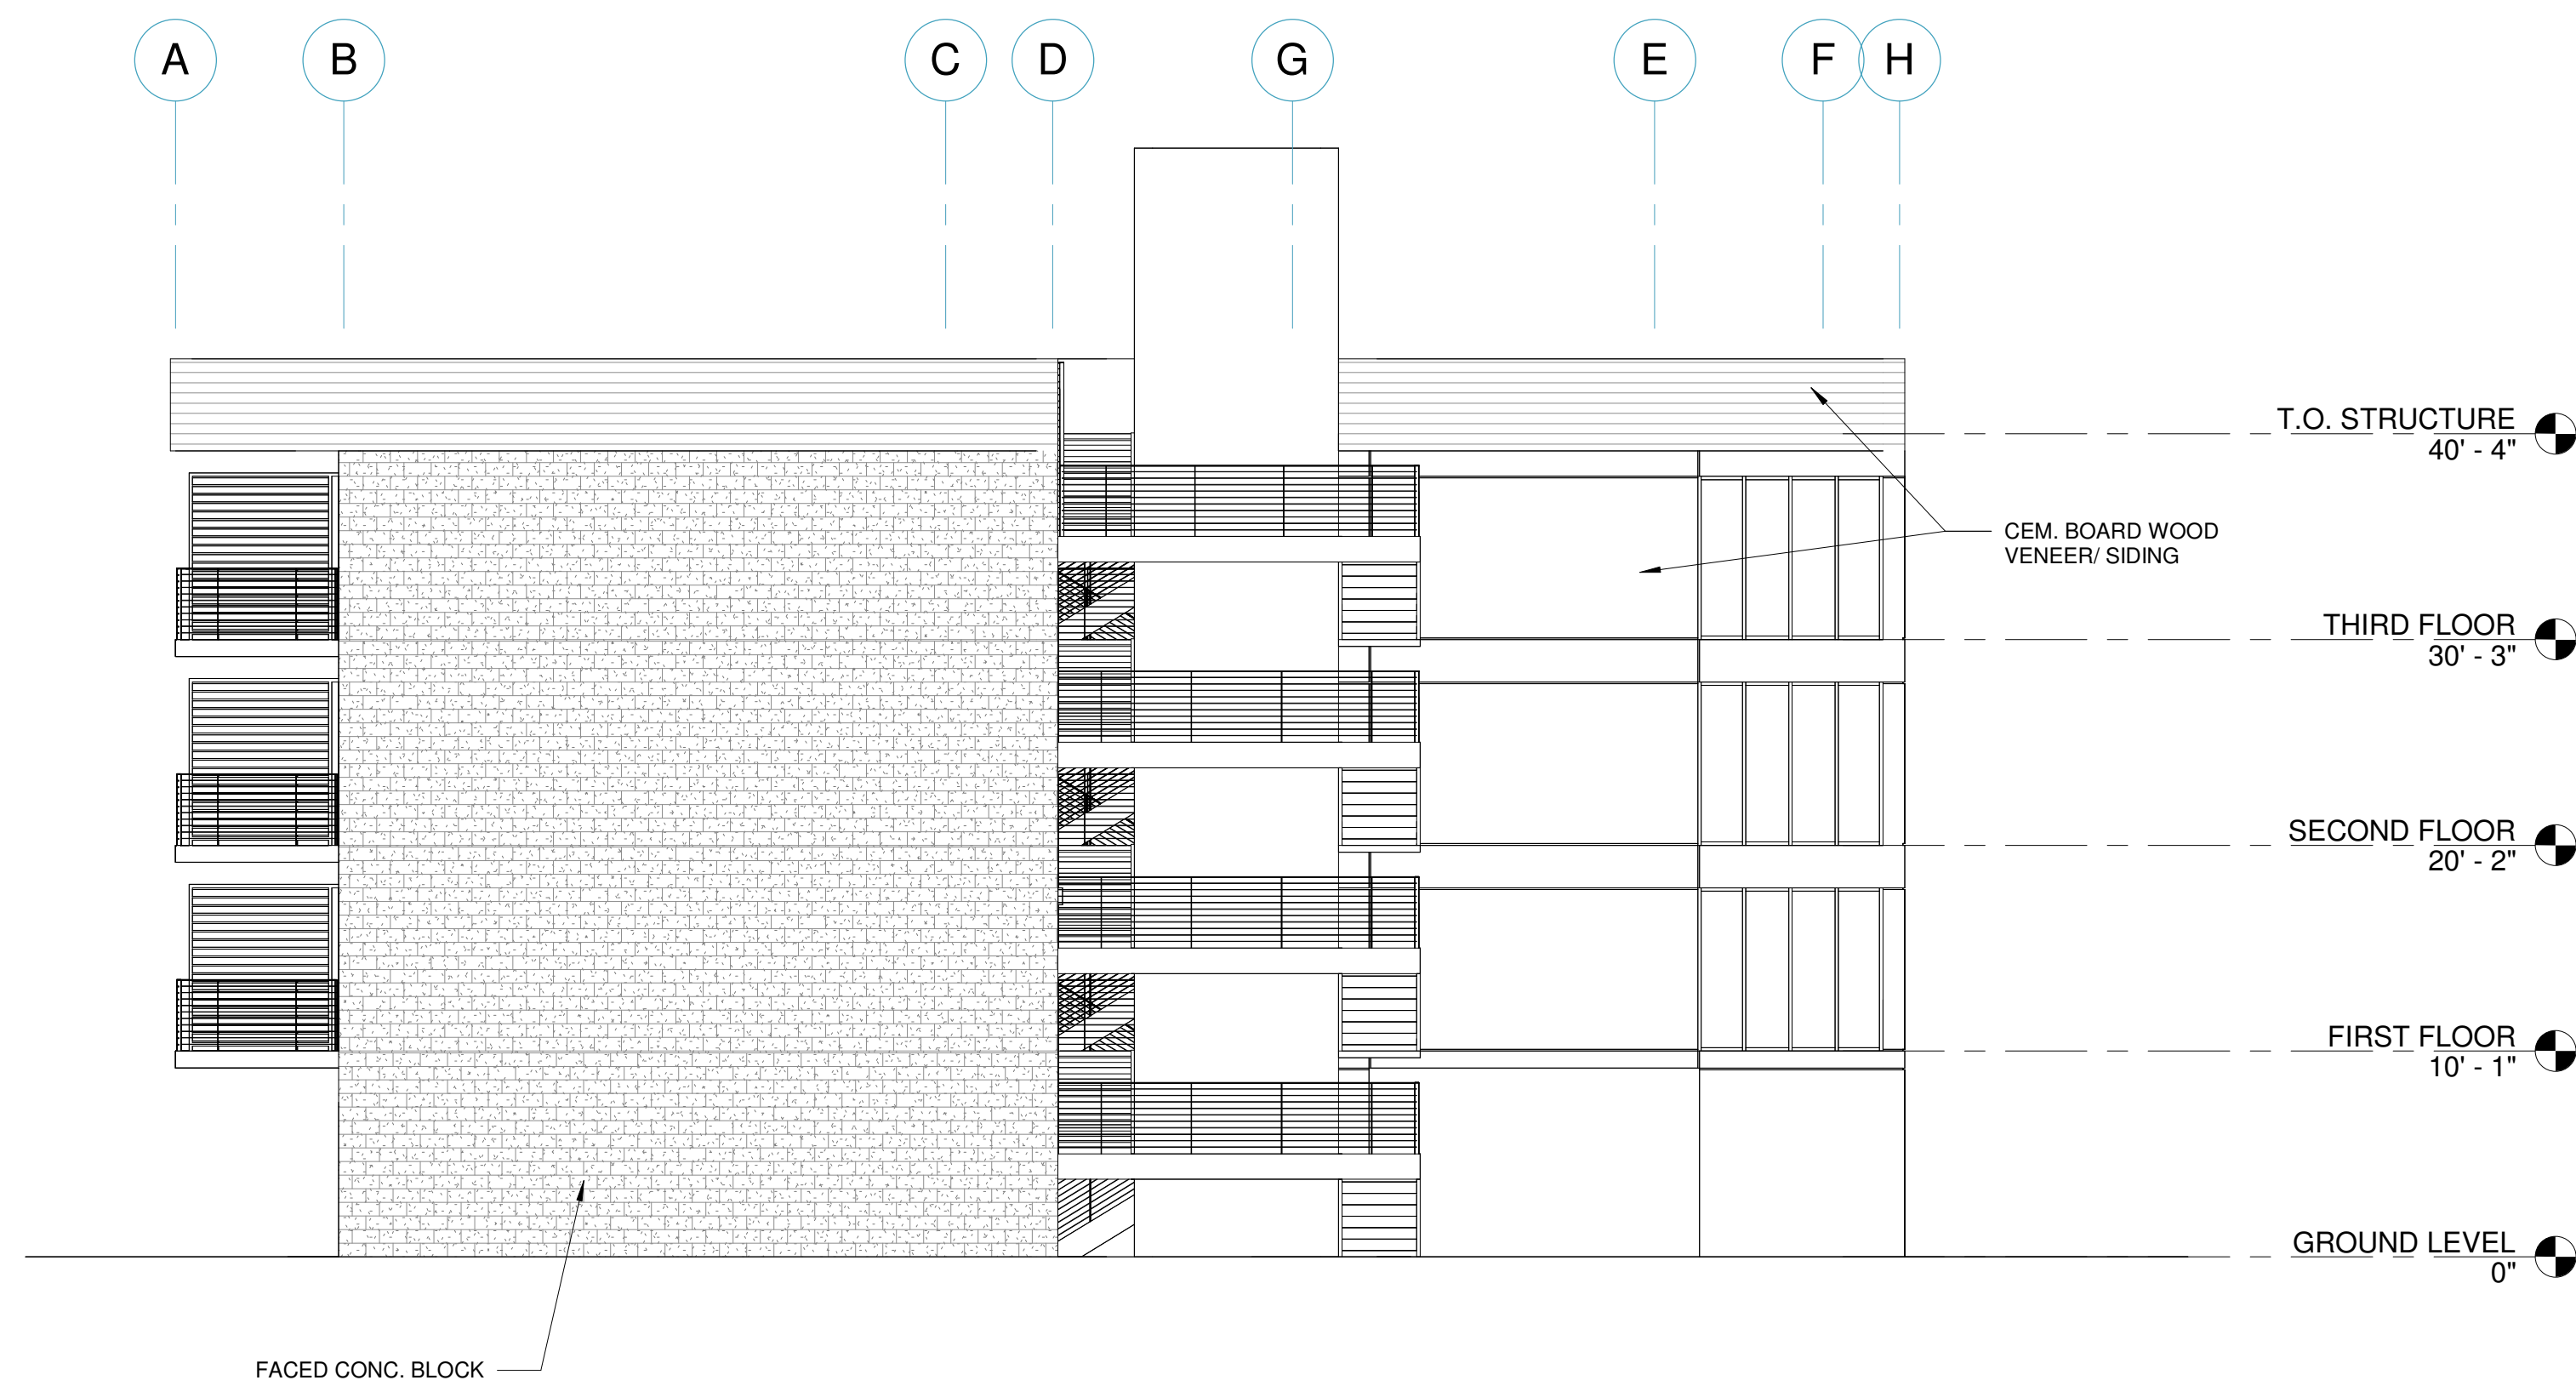 A B C D G E F H
T.O. STRUCTURE
40' - 4"
CEM. BOARD WOOD
VENEER/ SIDING
THIRD FLOOR
30' - 3"
SECOND FLOOR
20' - 2"
FIRST FLOOR
10' - 1"
GROUND LEVEL
0"
FACED CONC. BLOCK